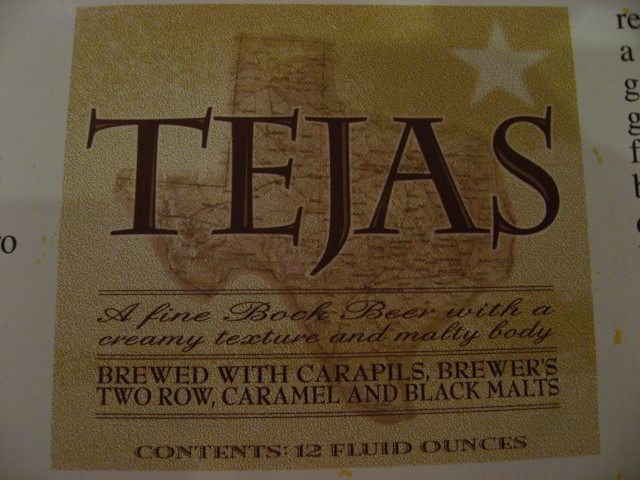 TEJAS
A fine Bock Beer with a
creamy texture and malty body
BREWED WITH CARAPILS, BREWER'S
TWO ROW, CARAMEL AND BLACK MALTS
CONTENTS: 12 FLUID OUNCES
re
a
g
g
f